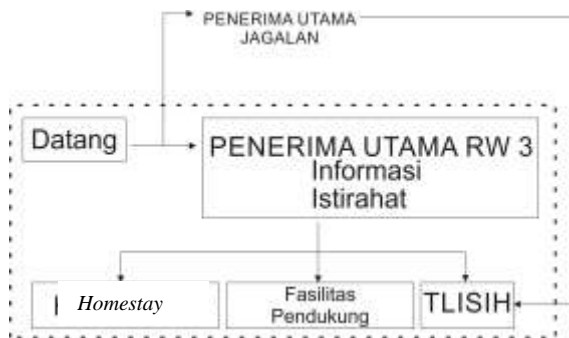 PENERIMA UTAMA
JAGALAN
Datang
PENERIMA UTAMA RW 3
Informasi
Istirahat
Homestay
Fasilitas
Pendukung
TLISIH